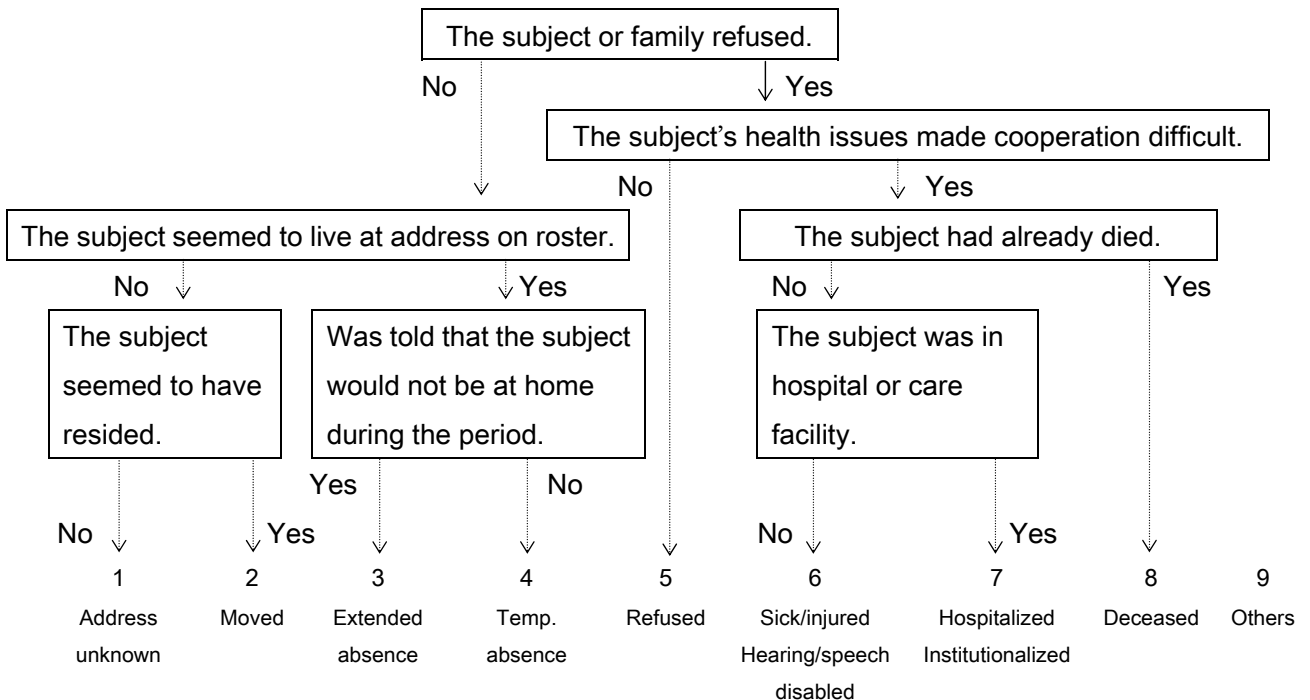 The subject or family refused.
No
Yes
The subject's health issues made cooperation difficult.
No
Yes
The subject seemed to live at address on roster.
The subject had already died.
No
Yes
No
Yes
The subject
seemed to have
resided.
Was told that the subject
would not be at home
during the period.
The subject was in
hospital or care
facility.
No
Yes
Yes
No
No
Yes
1
Address
unknown
2
Moved
3
Extended
absence
4
Temp.
absence
5
Refused
6
Sick/injured
Hearing/speech
disabled
7
Hospitalized
Institutionalized
8
Deceased
9
Others